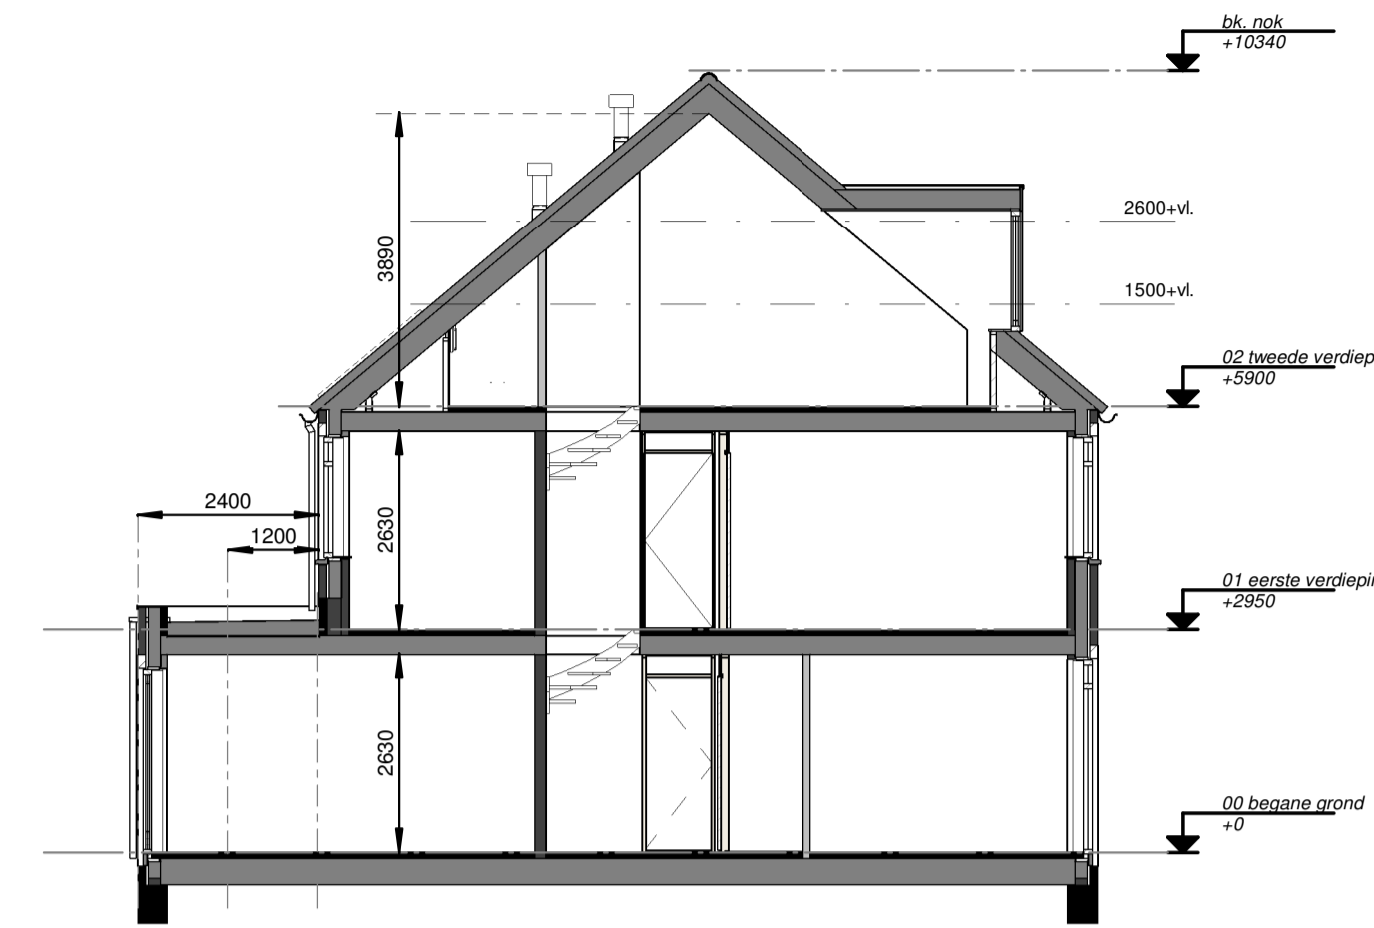 bk. nok
+10340
2600+vl.
3890
1500+vl.
02 tweede verdiep
+5900
2400
1200
2630
01 eerste verdiepi
+2950
2630
00 begane grond
+0